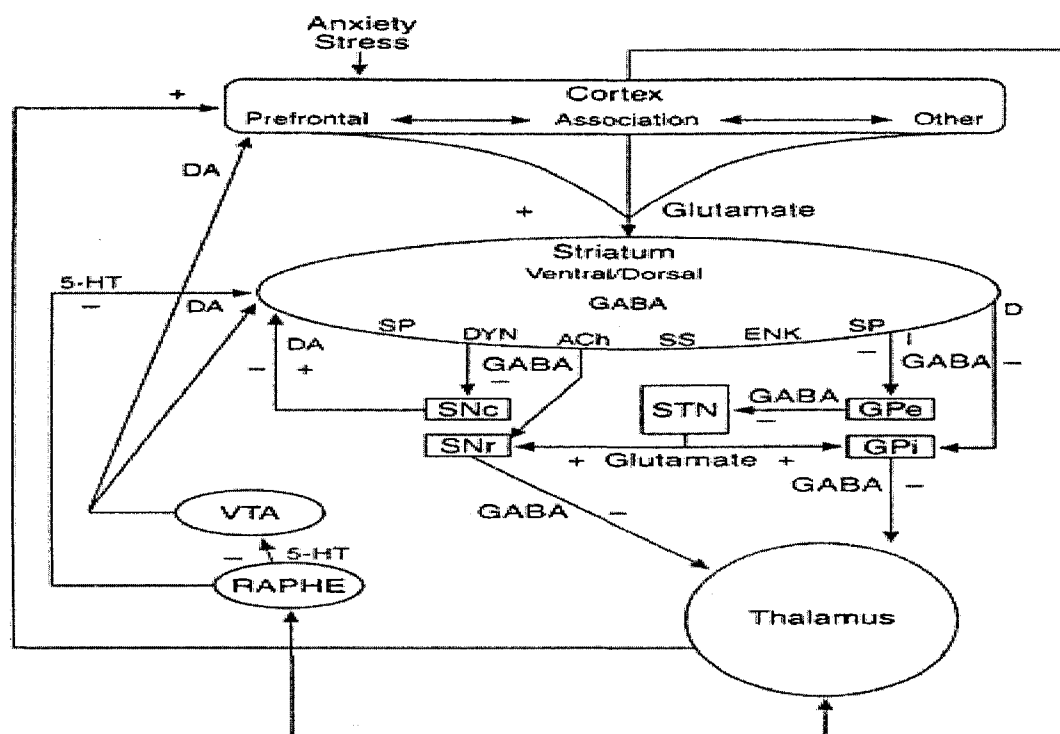 Anxiety
Stress
+
Cortex
Prefrontal Association Other
DA
+ Glutamate
Striatum
Ventral/Dorsal
5-HT
–
DA
GABA
D
SP DYN ACh SS ENK SP I
DA
– +
GABA
–
–
GABA –
SNc
STN
GABA
–
GPe
SNr
+ Glutamate +
GPi
GABA –
GABA –
VTA
– 5-HT
RAPHE
Thalamus